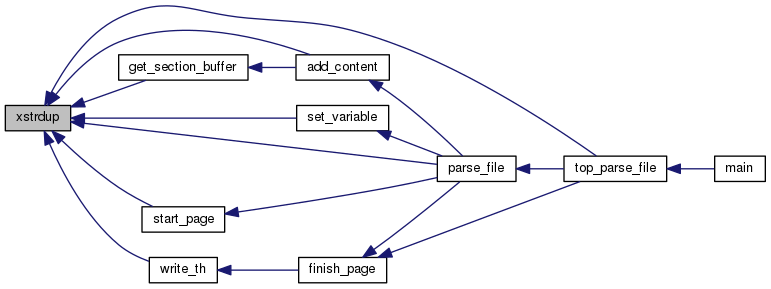 get_section_buffer
add_content
xstrdup
set_variable
parse_file
top_parse_file
main
start_page
write_th
finish_page